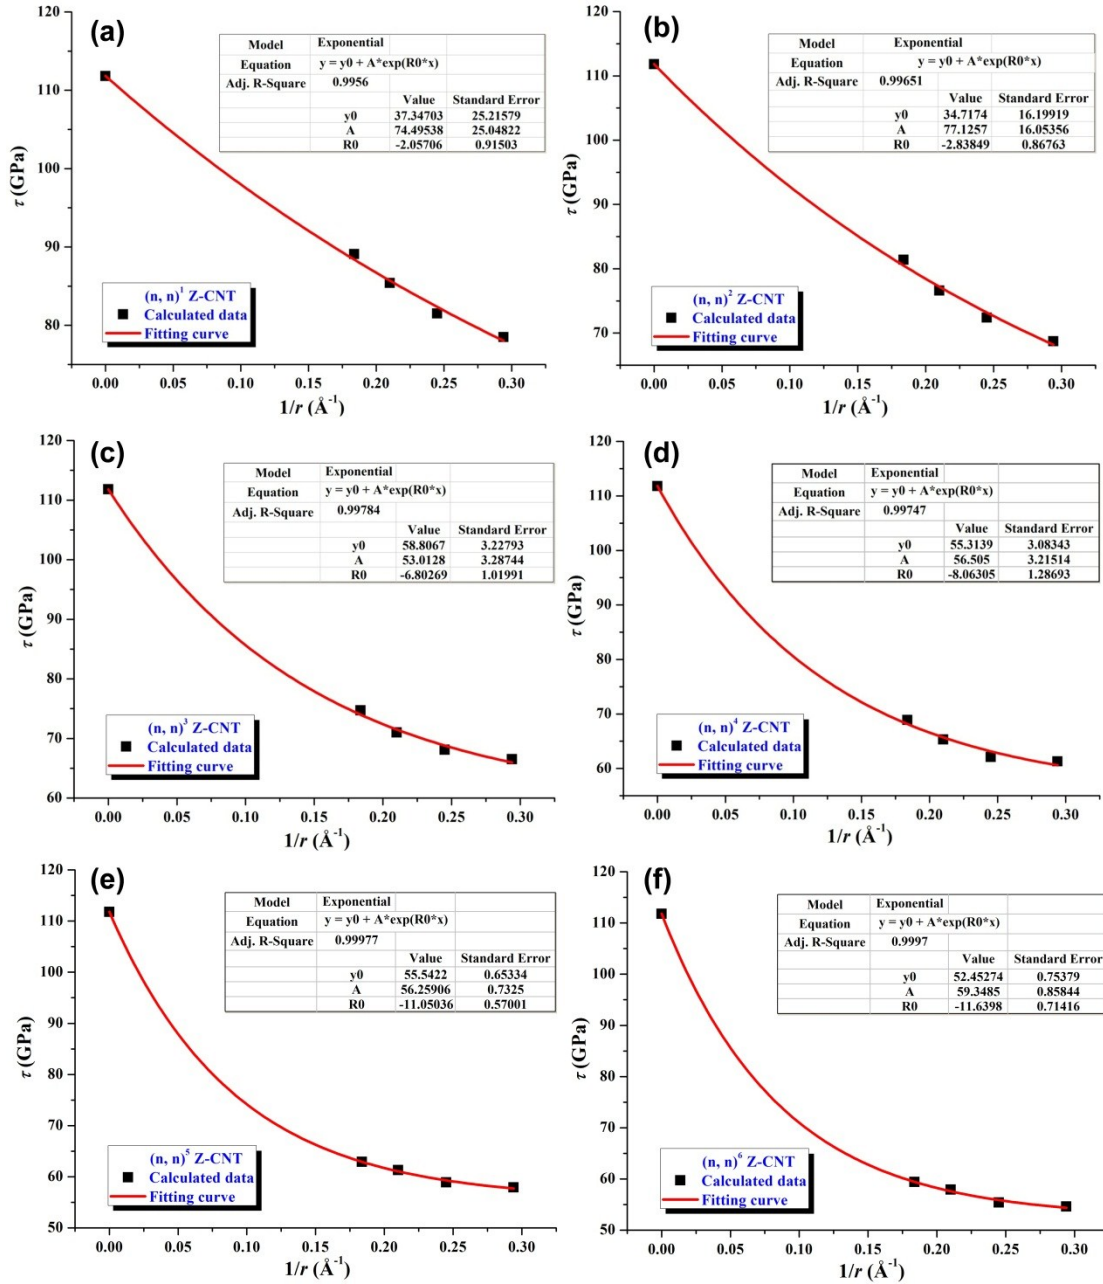 (a)
120
110
100
90
80
τ (GPa)
Model Exponential
Equation y = y0 + A*exp(R0*x)
Adj. R-Square 0.9956
Value Standard Error
y0 37.34703 25.21579
A 74.49538 25.04822
R0 -2.05706 0.91503
(n, n)¹ Z-CNT
Calculated data
Fitting curve
0.00 0.05 0.10 0.15 0.20 0.25 0.30
1/r (Å⁻¹)
(b)
120
110
100
90
80
70
τ (GPa)
Model Exponential
Equation y = y0 + A*exp(R0*x)
Adj. R-Square 0.99651
Value Standard Error
y0 34.7174 16.19919
A 77.1257 16.05356
R0 -2.83849 0.86763
(n, n)² Z-CNT
Calculated data
Fitting curve
0.00 0.05 0.10 0.15 0.20 0.25 0.30
1/r (Å⁻¹)
(c)
120
110
100
90
80
70
60
τ (GPa)
Model Exponential
Equation y = y0 + A*exp(R0*x)
Adj. R-Square 0.99784
Value Standard Error
y0 58.8067 3.22793
A 53.0128 3.28744
R0 -6.80269 1.01991
(n, n)³ Z-CNT
Calculated data
Fitting curve
0.00 0.05 0.10 0.15 0.20 0.25 0.30
1/r (Å⁻¹)
(d)
120
110
100
90
80
70
60
τ (GPa)
Model Exponential
Equation y = y0 + A*exp(R0*x)
Adj. R-Square 0.99747
Value Standard Error
y0 55.3139 3.08343
A 56.505 3.21514
R0 -8.06305 1.28693
(n, n)⁴ Z-CNT
Calculated data
Fitting curve
0.00 0.05 0.10 0.15 0.20 0.25 0.30
1/r (Å⁻¹)
(e)
120
110
100
90
80
70
60
50
τ (GPa)
Model Exponential
Equation y = y0 + A*exp(R0*x)
Adj. R-Square 0.99977
Value Standard Error
y0 55.5422 0.65334
A 56.25906 0.7325
R0 -11.05036 0.57001
(n, n)⁵ Z-CNT
Calculated data
Fitting curve
0.00 0.05 0.10 0.15 0.20 0.25 0.30
1/r (Å⁻¹)
(f)
120
110
100
90
80
70
60
50
τ (GPa)
Model Exponential
Equation y = y0 + A*exp(R0*x)
Adj. R-Square 0.9997
Value Standard Error
y0 52.45274 0.75379
A 59.3485 0.85844
R0 -11.6398 0.71416
(n, n)⁶ Z-CNT
Calculated data
Fitting curve
0.00 0.05 0.10 0.15 0.20 0.25 0.30
1/r (Å⁻¹)